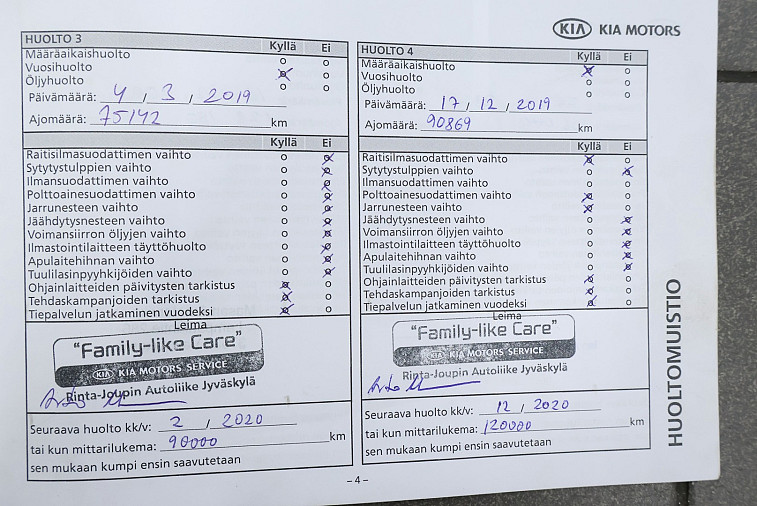 KIA KIA MOTORS
HUOLTO 3 Kyllä Ei
Määräaikaishuolto o o
Vuosihuolto o o
Öljyhuolto o o
Päivämäärä: 4 / 3 / 2019
Ajomäärä: 75142 km
Kyllä Ei
Raitisilmasuodattimen vaihto o o
Sytytystulppien vaihto o o
Ilmansuodattimen vaihto o o
Polttoainesuodattimen vaihto o o
Jarrunesteen vaihto o o
Jäähdytysnesteen vaihto o o
Voimansiirron öljyjen vaihto o o
Ilmastointilaitteen täyttöhuolto o o
Apulaitehihnan vaihto o o
Tuulilasinpyyhkijöiden vaihto o o
Ohjainlaitteiden päivitysten tarkistus o o
Tehdaskampanjoiden tarkistus o o
Tiepalvelun jatkaminen vuodeksi o o
Leima
"Family-like Care"
KIA KIA MOTORS SERVICE
Rinta-Joupin Autoliike Jyväskylä
Seuraava huolto kk/v: 2 / 2020
tai kun mittarilukema: 90000 km
sen mukaan kumpi ensin saavutetaan
HUOLTO 4 Kyllä Ei
Määräaikaishuolto o o
Vuosihuolto o o
Öljyhuolto o o
Päivämäärä: 17 / 12 / 2019
Ajomäärä: 90869 km
Kyllä Ei
Raitisilmasuodattimen vaihto o o
Sytytystulppien vaihto o o
Ilmansuodattimen vaihto o o
Polttoainesuodattimen vaihto o o
Jarrunesteen vaihto o o
Jäähdytysnesteen vaihto o o
Voimansiirron öljyjen vaihto o o
Ilmastointilaitteen täyttöhuolto o o
Apulaitehihnan vaihto o o
Tuulilasinpyyhkijöiden vaihto o o
Ohjainlaitteiden päivitysten tarkistus o o
Tehdaskampanjoiden tarkistus o o
Tiepalvelun jatkaminen vuodeksi o o
Leima
"Family-like Care"
KIA KIA MOTORS SERVICE
Rinta-Joupin Autoliike Jyväskylä
Seuraava huolto kk/v: 12 / 2020
tai kun mittarilukema: 120000 km
sen mukaan kumpi ensin saavutetaan
HUOLTOMUISTIO
– 4 –